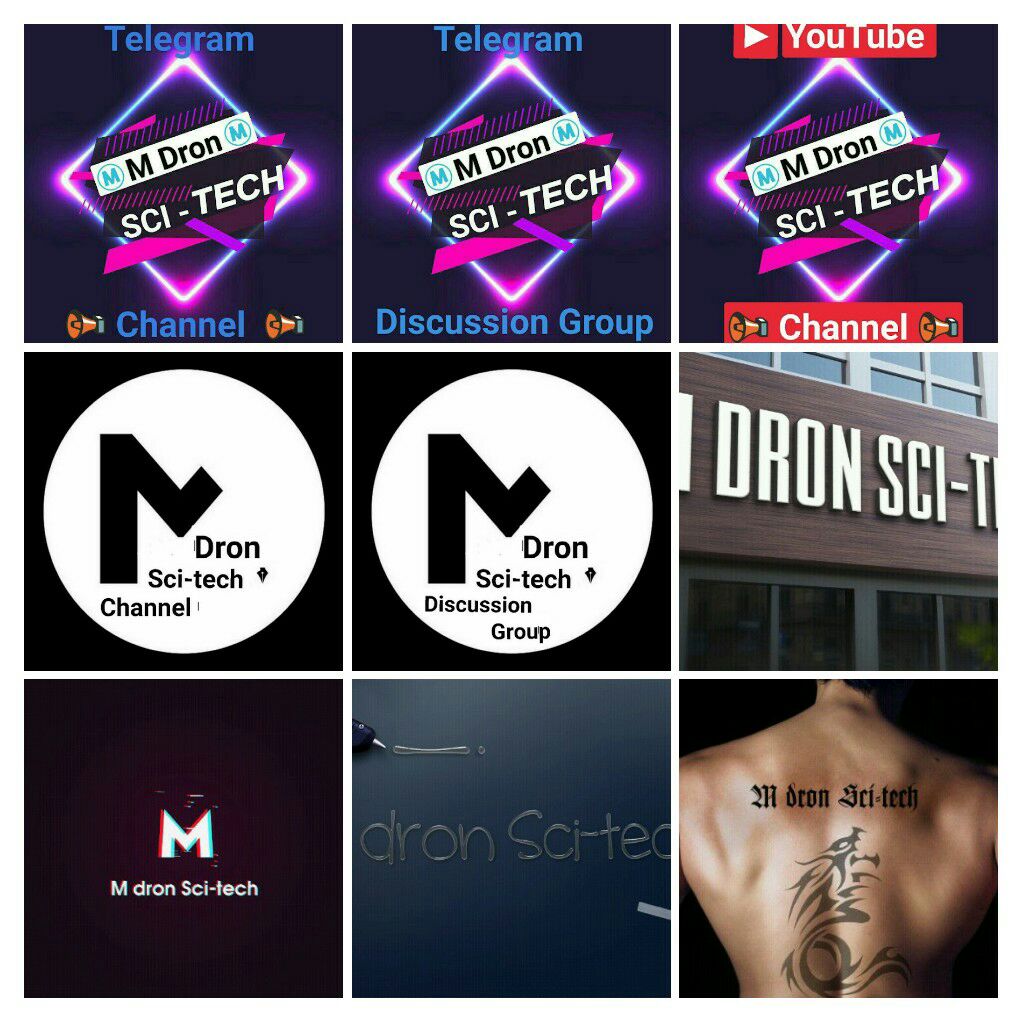 Telegram
Ⓜ M Dron Ⓜ
SCI - TECH
Channel
Telegram
Ⓜ M Dron Ⓜ
SCI - TECH
Discussion Group
YouTube
Ⓜ M Dron Ⓜ
SCI - TECH
Channel
M
Dron
Sci-tech
Channel
M
Dron
Sci-tech
Discussion
Group
DRON SCI-T
M
M dron Sci-tech
dron Sci-tec
M dron Sci-tech